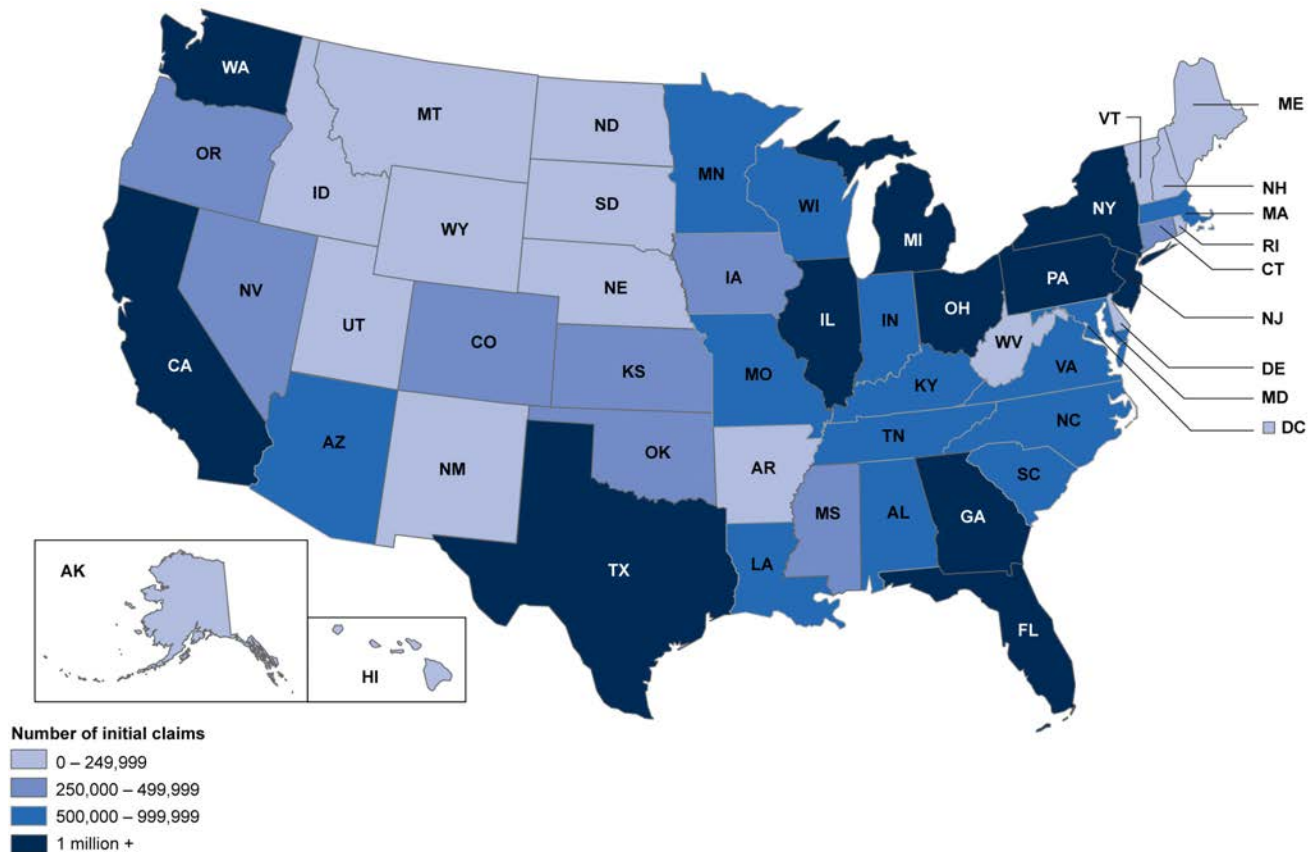 WA
ME
VT
MT
ND
OR
MN
ID
NH
SD
WI
NY
MA
WY
MI
RI
IA
CT
NE
PA
NV
OH
IL
IN
NJ
UT
CO
WV
CA
KS
MO
VA
DE
KY
MD
DC
NC
AZ
TN
OK
NM
AR
SC
MS
AL
GA
LA
TX
AK
FL
HI
Number of initial claims
0 – 249,999
250,000 – 499,999
500,000 – 999,999
1 million +